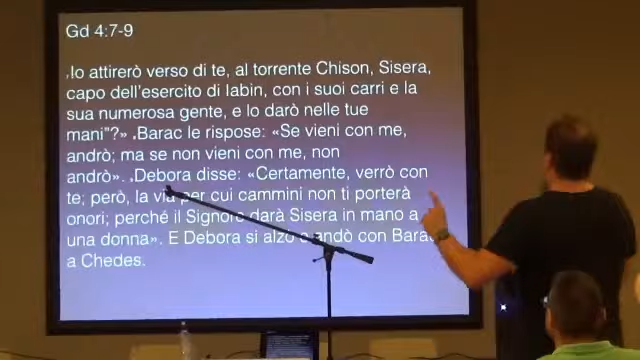 Gd 4:7-9
Io attirerò verso di te, al torrente Chison, Sisera,
capo dell'esercito di Iabin, con i suoi carri e la
sua numerosa gente, e lo darò nelle tue
mani"?» Barac le rispose: «Se vieni con me,
andrò; ma se non vieni con me, non
andrò». Debora disse: «Certamente, verrò con
te; però, la via per cui cammini non ti porterà
onori; perché il Signore darà Sisera in mano a
una donna». E Debora si alzò e andò con Barac
a Chedes.